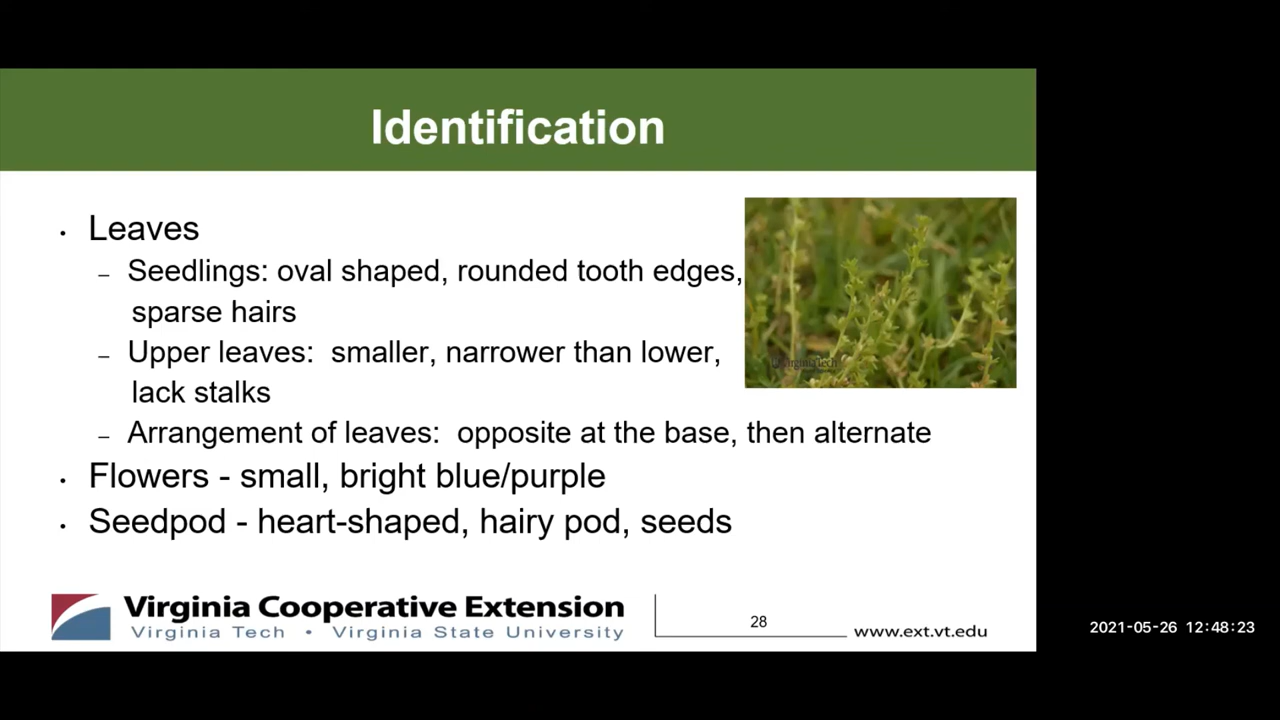 Identification
• Leaves
– Seedlings: oval shaped, rounded tooth edges,
sparse hairs
– Upper leaves: smaller, narrower than lower,
lack stalks
– Arrangement of leaves: opposite at the base, then alternate
• Flowers - small, bright blue/purple
• Seedpod - heart-shaped, hairy pod, seeds
VirginiaTech
Virginia Cooperative Extension
Virginia Tech • Virginia State University
28
www.ext.vt.edu
2021-05-26 12:48:23